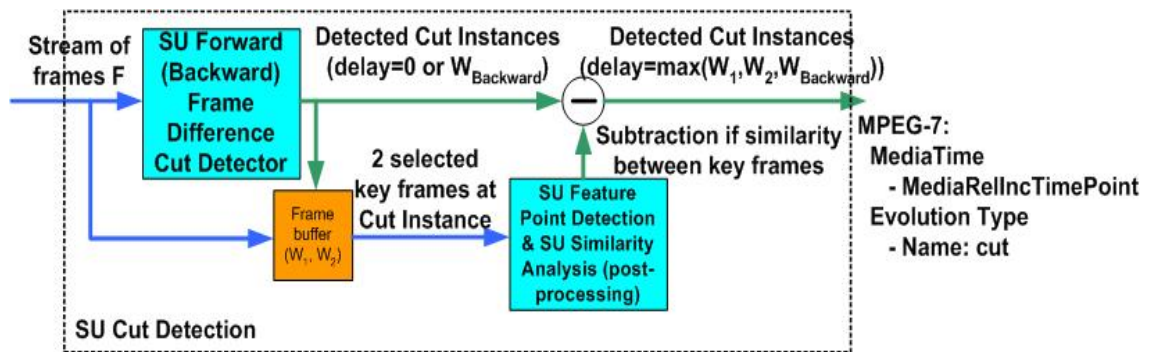 Stream of
frames F
SU Forward
(Backward)
Frame
Difference
Cut Detector
Detected Cut Instances
(delay=0 or W_Backward)
Detected Cut Instances
(delay=max(W_1,W_2,W_Backward))
Subtraction if similarity
between key frames
2 selected
key frames at
Cut Instance
Frame
buffer
(W_1, W_2)
SU Feature
Point Detection
& SU Similarity
Analysis (post-
processing)
MPEG-7:
MediaTime
- MediaRelIncTimePoint
Evolution Type
- Name: cut
SU Cut Detection